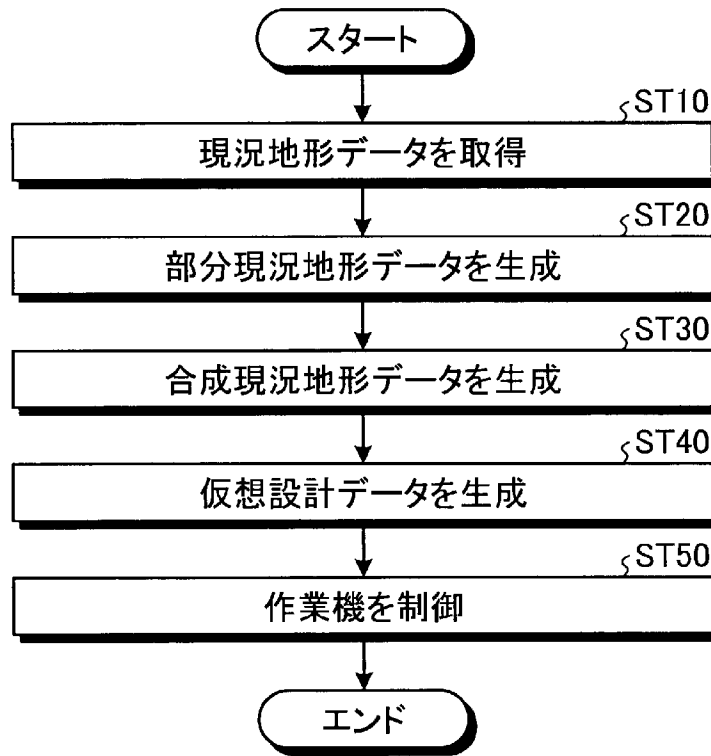 スタート
ST10
現況地形データを取得
ST20
部分現況地形データを生成
ST30
合成現況地形データを生成
ST40
仮想設計データを生成
ST50
作業機を制御
エンド